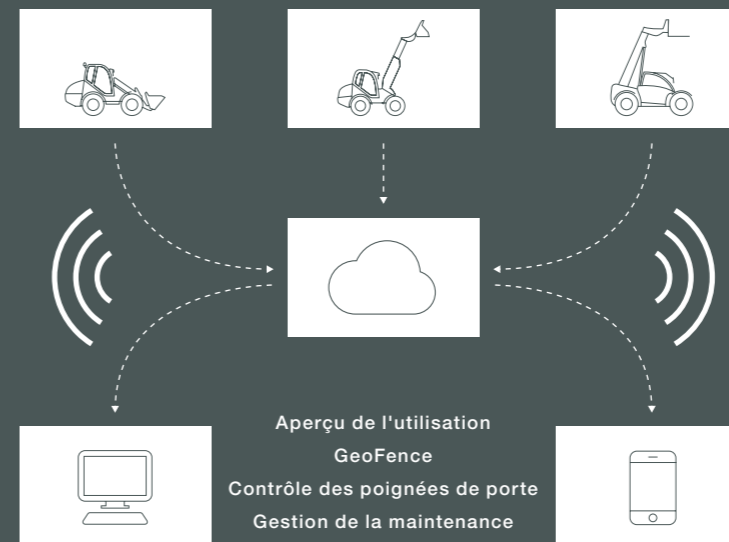 Aperçu de l'utilisation
GeoFence
Contrôle des poignées de porte
Gestion de la maintenance